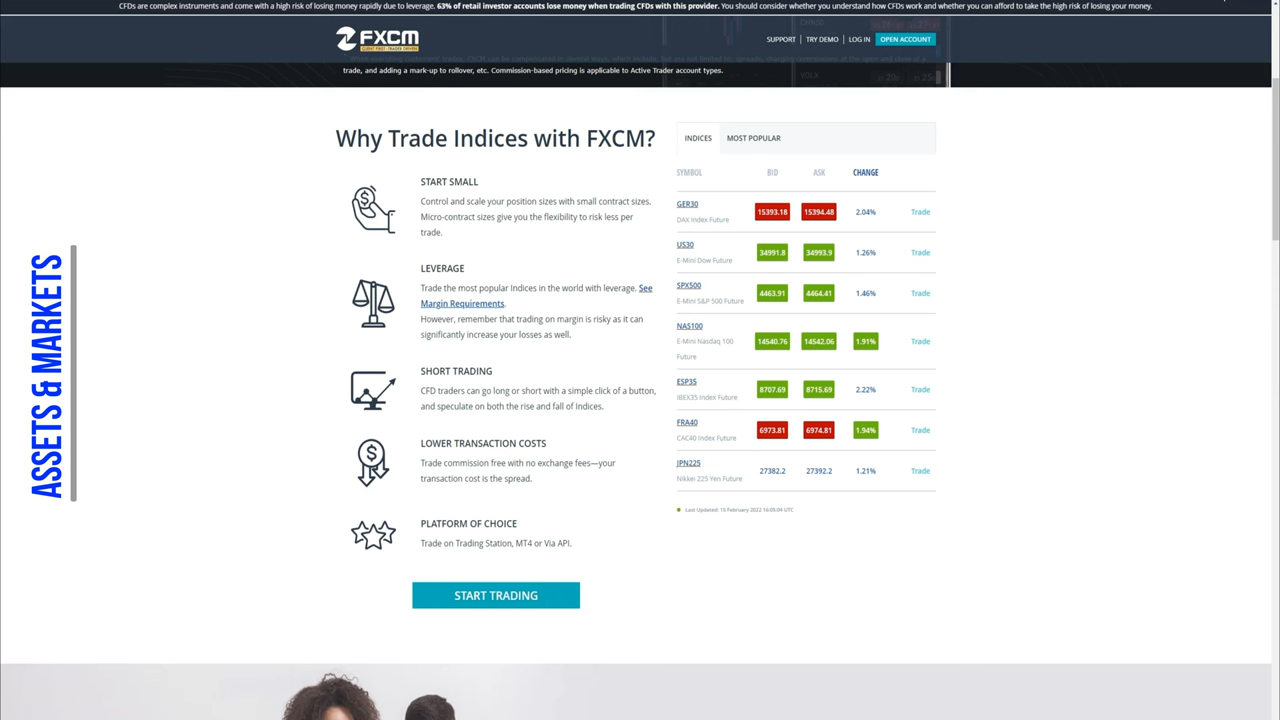 CFDs are complex instruments and come with a high risk of losing money rapidly due to leverage. 63% of retail investor accounts lose money when trading CFDs with this provider. You should consider whether you understand how CFDs work and whether you can afford to take the high risk of losing your money.
FXCM
CLIENT FIRST · TRADER DRIVEN
SUPPORT | TRY DEMO | LOG IN OPEN ACCOUNT
trade, and adding a mark-up to rollover, etc. Commission-based pricing is applicable to Active Trader account types.
VOLX
ASSETS & MARKETS
Why Trade Indices with FXCM?
START SMALL
Control and scale your position sizes with small contract sizes.
Micro-contract sizes give you the flexibility to risk less per
trade.
LEVERAGE
Trade the most popular Indices in the world with leverage. See
Margin Requirements.
However, remember that trading on margin is risky as it can
significantly increase your losses as well.
SHORT TRADING
CFD traders can go long or short with a simple click of a button,
and speculate on both the rise and fall of Indices.
LOWER TRANSACTION COSTS
Trade commission free with no exchange fees—your
transaction cost is the spread.
PLATFORM OF CHOICE
Trade on Trading Station, MT4 or Via API.
START TRADING
INDICES MOST POPULAR
SYMBOL BID ASK CHANGE
GER30 15393.18 15394.48 2.04% Trade
DAX Index Future
US30 34991.8 34993.9 1.26% Trade
E-Mini Dow Future
SPX500 4463.91 4464.41 1.46% Trade
E-Mini S&P 500 Future
NAS100 14540.76 14542.06 1.91% Trade
E-Mini Nasdaq 100
Future
ESP35 8707.69 8715.69 2.22% Trade
IBEX35 Index Future
FRA40 6973.81 6974.81 1.94% Trade
CAC40 Index Future
JPN225 27382.2 27392.2 1.21% Trade
Nikkei 225 Yen Future
Last Updated: 15 February 2022 16:05:04 UTC